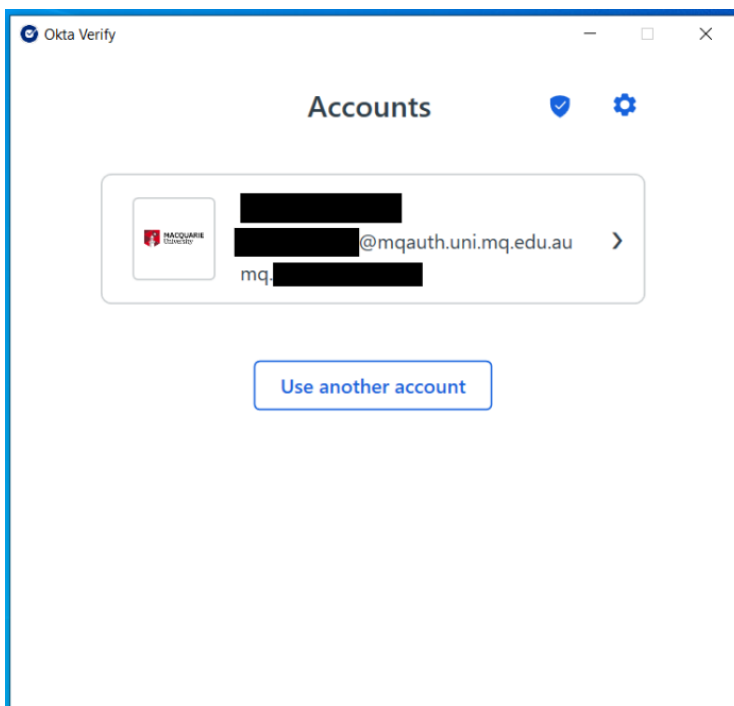 Okta Verify
Accounts
MACQUARIE
University
@mqauth.uni.mq.edu.au
mq.
Use another account